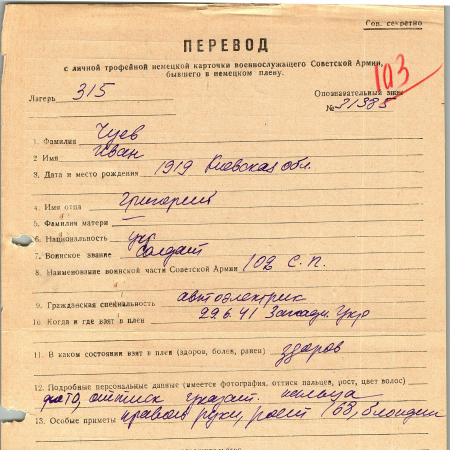 Сов. секретно
ПЕРЕВОД
с личной трофейной немецкой карточки военнослужащего Советской Армии,
бывшего в немецком плену.
103
Лагерь 315
Опознавательный знак
№ 31385
1. Фамилия Чуев
2 Имя Иван
3. Дата и место рождения 1919 Киевская обл.
4. Имя отца Григорий
5. Фамилия матери —
6. Национальность укр
7. Воинское звание Солдат
8. Наименование воинской части Советской Армии 102 С.П.
9. Гражданская специальность автоэлектрик
10. Когда и где взят в плен 29.6.41 Западн. Укр
11. В каком состоянии взят в плен (здоров, болен, ранен) здоров
12. Подробные персональные данные (имеется фотография, оттиск пальцев, рост, цвет волос)
фото, оттиск указат. пальца
13. Особые приметы правой руки, рост 168, блондин